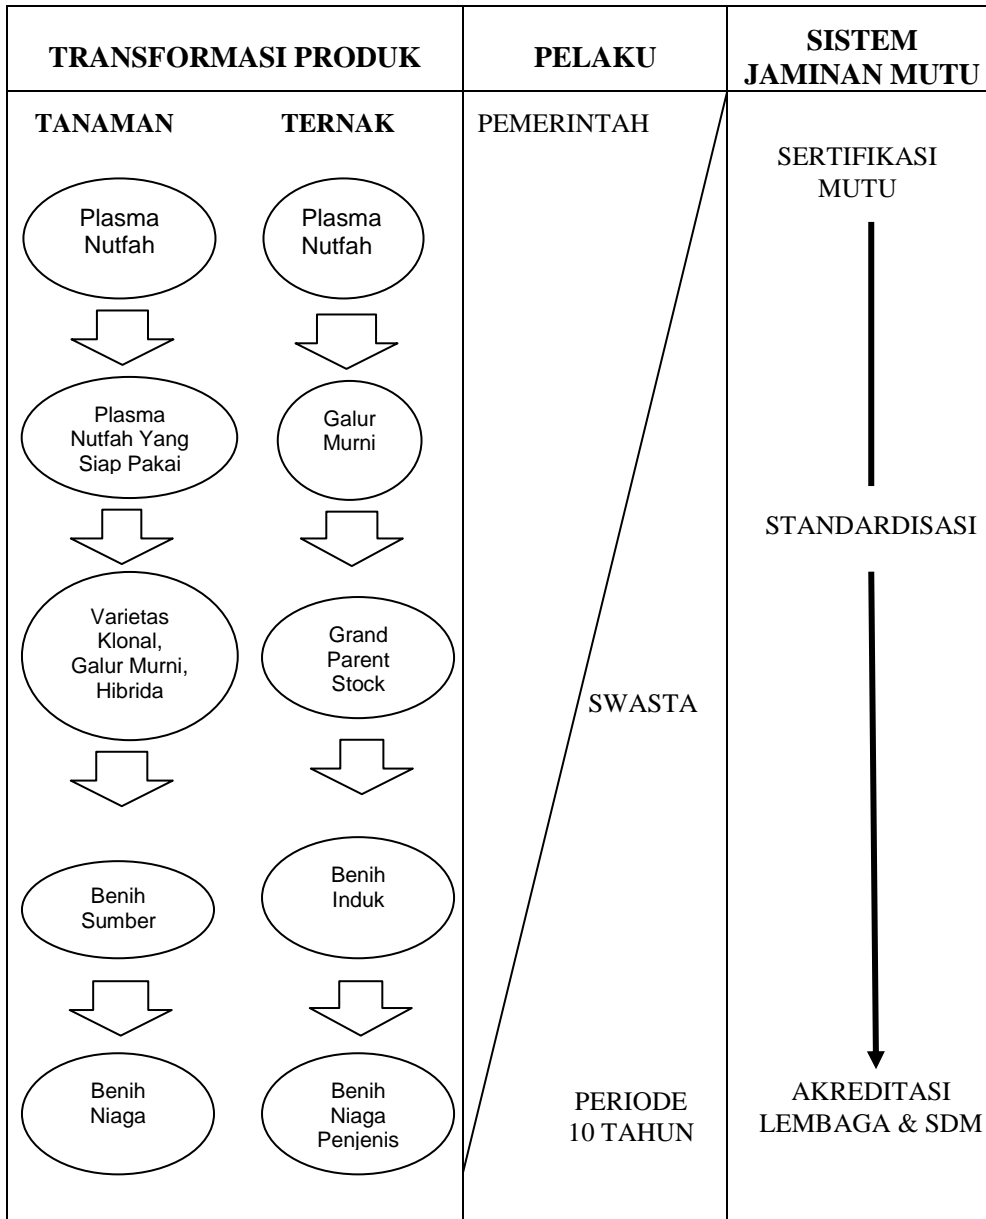 TRANSFORMASI PRODUK
PELAKU
SISTEM
JAMINAN MUTU
TANAMAN
TERNAK
PEMERINTAH
SERTIFIKASI
MUTU
Plasma
Nutfah
Plasma
Nutfah
Plasma
Nutfah Yang
Siap Pakai
Galur
Murni
STANDARDISASI
Varietas
Klonal,
Galur Murni,
Hibrida
Grand
Parent
Stock
SWASTA
Benih
Sumber
Benih
Induk
Benih
Niaga
Benih
Niaga
Penjenis
PERIODE
10 TAHUN
AKREDITASI
LEMBAGA & SDM